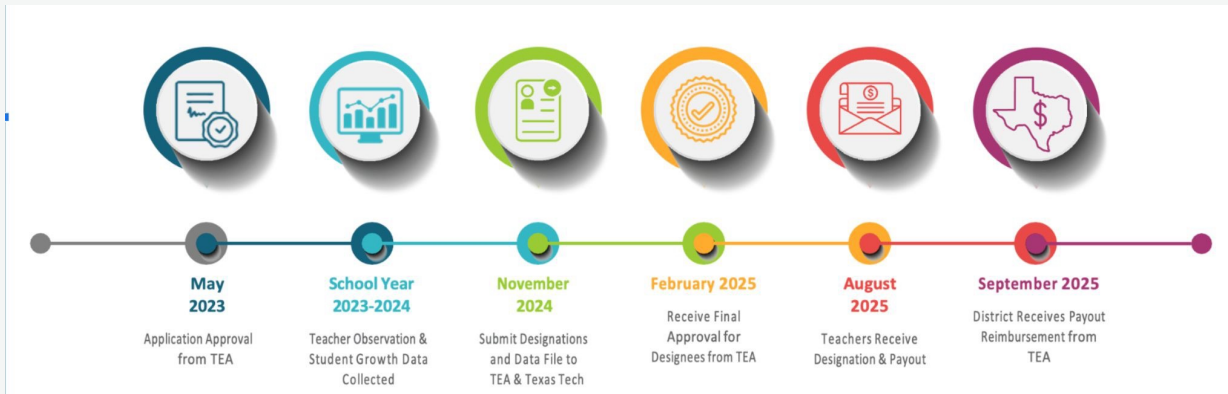 $
$
May
2023
Application Approval
from TEA
School Year
2023-2024
Teacher Observation &
Student Growth Data
Collected
November
2024
Submit Designations
and Data File to
TEA & Texas Tech
February 2025
Receive Final
Approval for
Designees from TEA
August
2025
Teachers Receive
Designation & Payout
September 2025
District Receives Payout
Reimbursement from
TEA